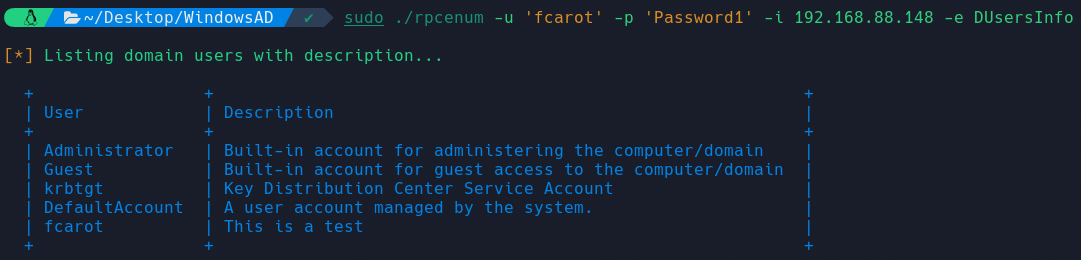 ~/Desktop/WindowsAD ✔ sudo ./rpcenum -u 'fcarot' -p 'Password1' -i 192.168.88.148 -e DUsersInfo
[*] Listing domain users with description...
+ + +
| User | Description |
+ + +
| Administrator | Built-in account for administering the computer/domain |
| Guest | Built-in account for guest access to the computer/domain |
| krbtgt | Key Distribution Center Service Account |
| DefaultAccount | A user account managed by the system. |
| fcarot | This is a test |
+ + +